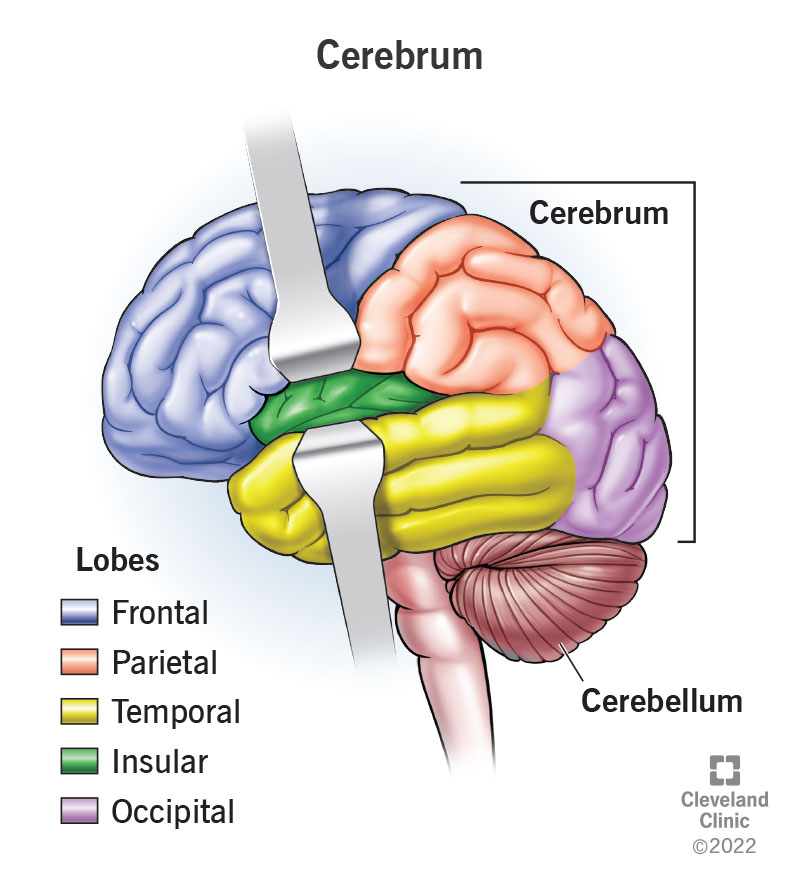 Cerebrum
Cerebrum
Lobes
Frontal
Parietal
Temporal
Insular
Occipital
Cerebellum
Cleveland
Clinic
©2022